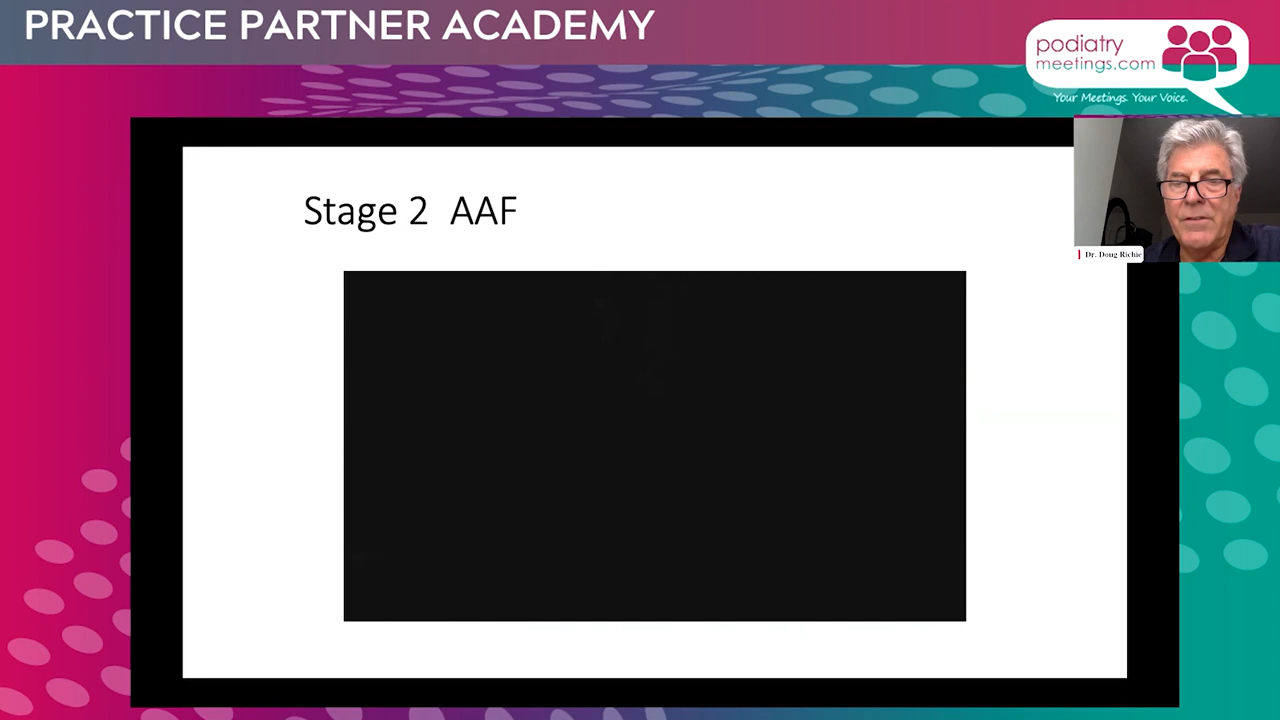 PRACTICE PARTNER ACADEMY
podiatry
meetings.com
Your Meetings. Your Voice.
Stage 2 AAF
Dr. Doug Richie